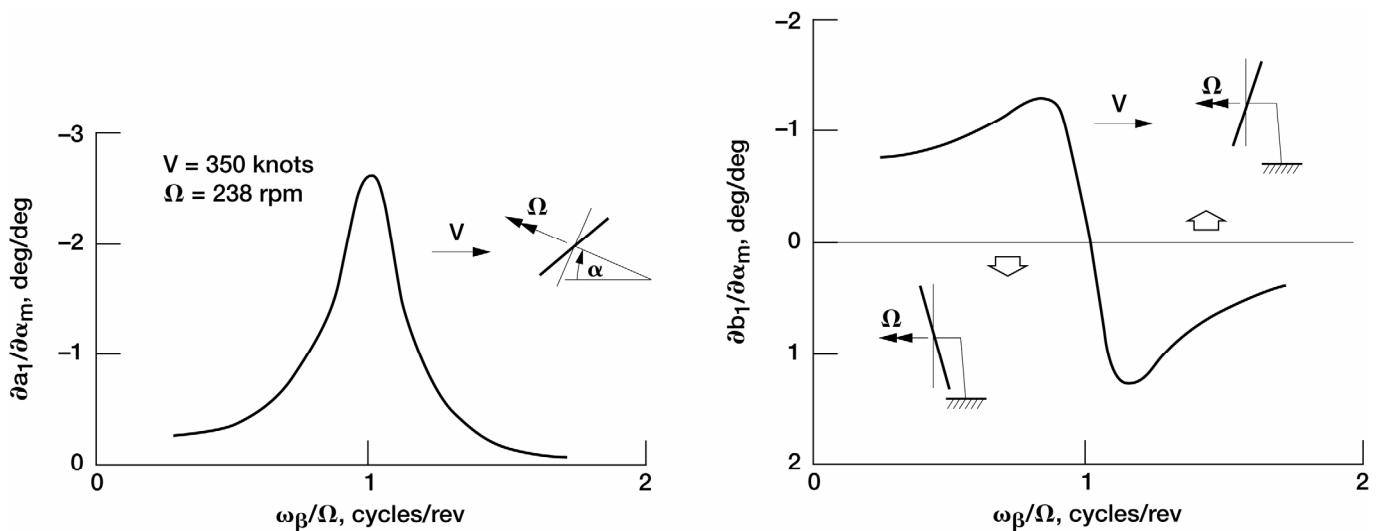 -3
-2
-1
0
∂a₁/∂αₘ, deg/deg
V = 350 knots
Ω = 238 rpm
V
Ω
α
0
1
2
ωβ/Ω, cycles/rev
-2
-1
0
1
2
∂b₁/∂αₘ, deg/deg
V
Ω
Ω
0
1
2
ωβ/Ω, cycles/rev